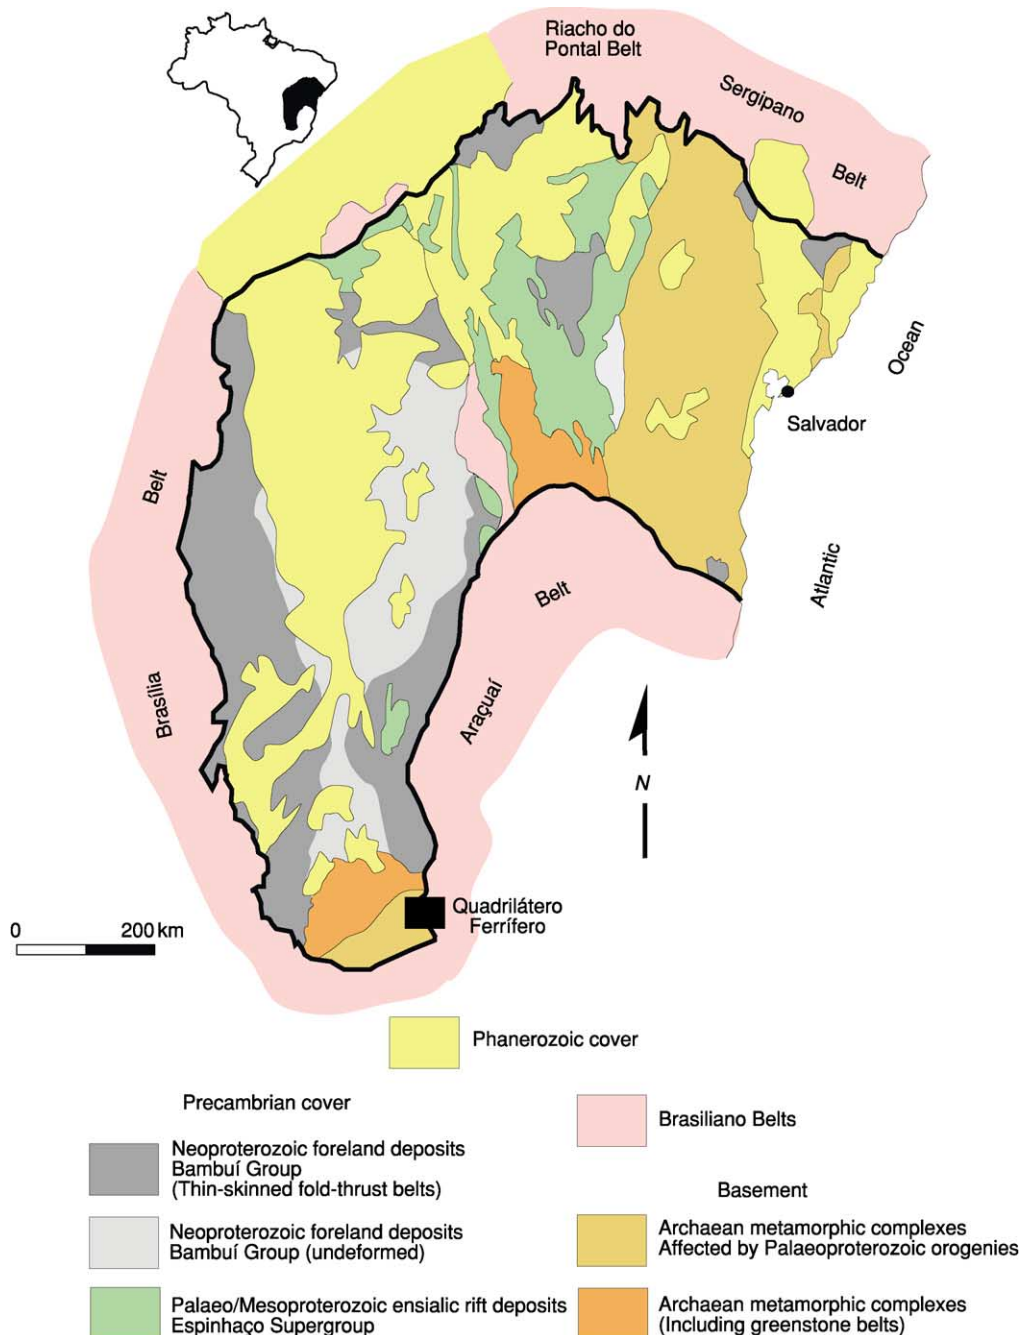 Riacho do
Pontal Belt
Sergipano
Belt
Ocean
Salvador
Atlantic
Belt
Brasília
Belt
Araçuaí
N
Quadrilátero
Ferrífero
0 200 km
Phanerozoic cover
Precambrian cover
Neoproterozoic foreland deposits
Bambuí Group
(Thin-skinned fold-thrust belts)
Neoproterozoic foreland deposits
Bambuí Group (undeformed)
Palaeo/Mesoproterozoic ensialic rift deposits
Espinhaço Supergroup
Brasiliano Belts
Basement
Archaean metamorphic complexes
Affected by Palaeoproterozoic orogenies
Archaean metamorphic complexes
(Including greenstone belts)